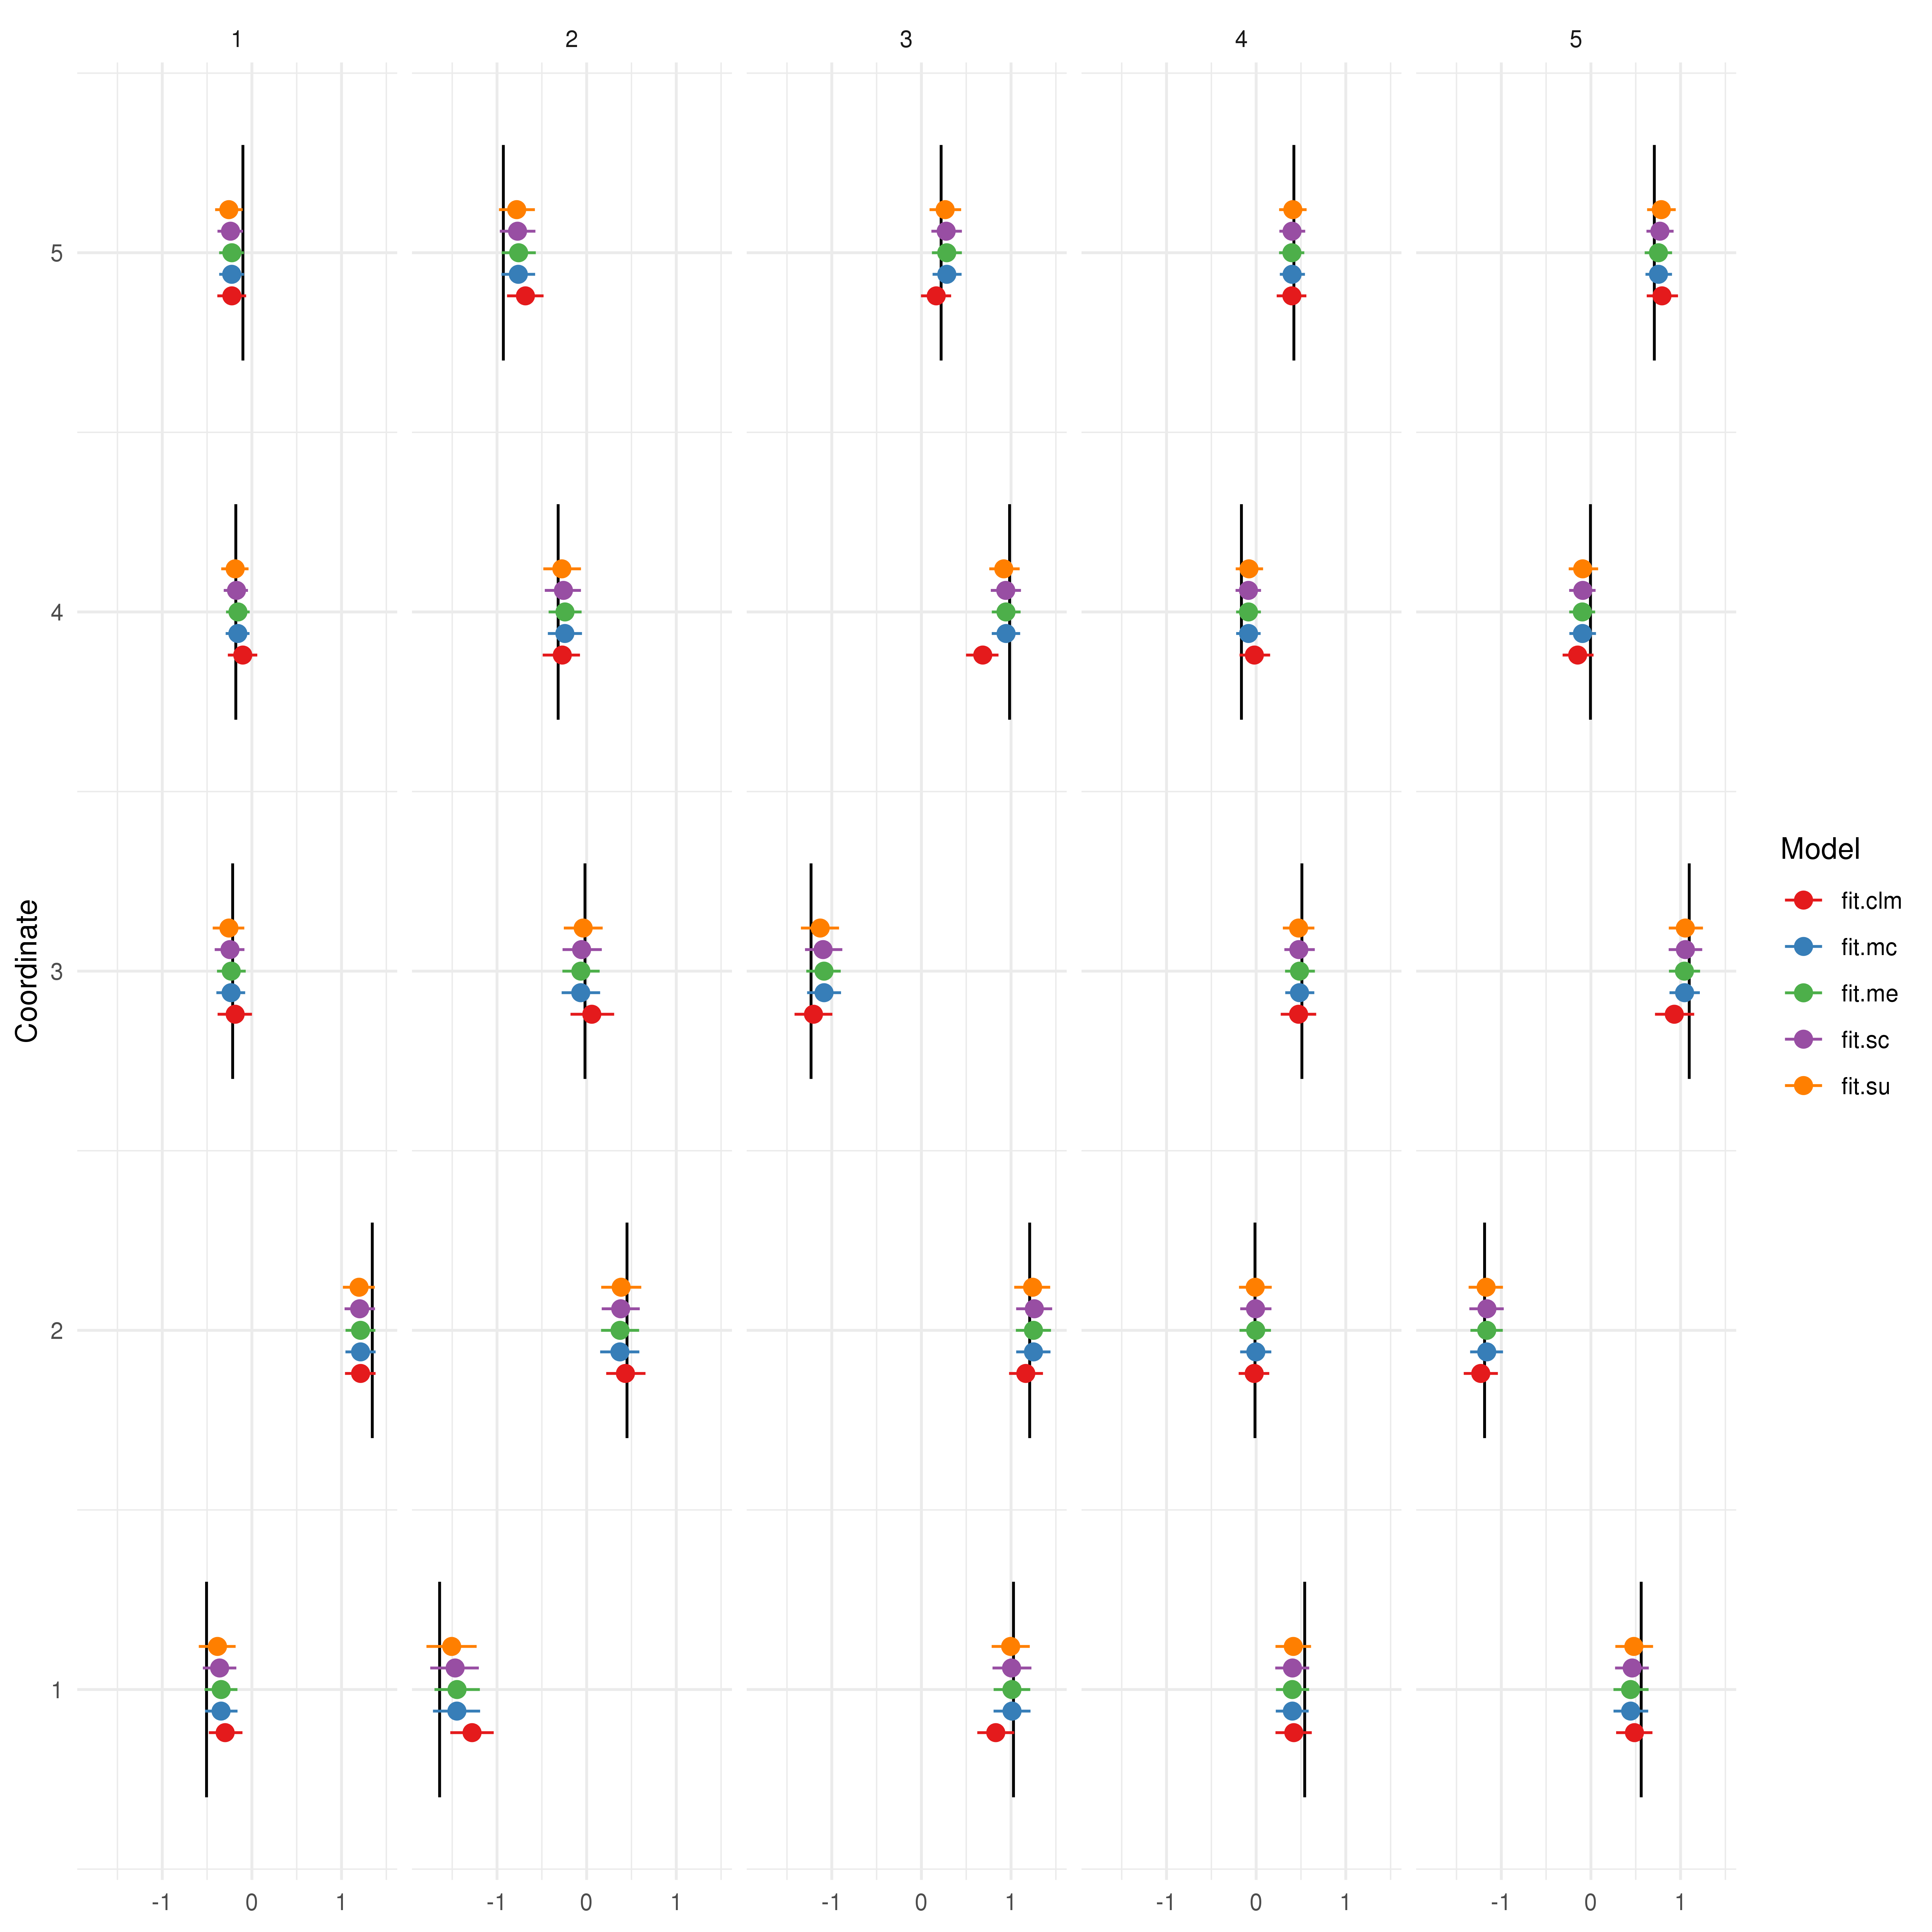 1 2 3 4 5
5
4
3
2
1
Coordinate
Model
fit.clm
fit.mc
fit.me
fit.sc
fit.su
-1 0 1 -1 0 1 -1 0 1 -1 0 1 -1 0 1